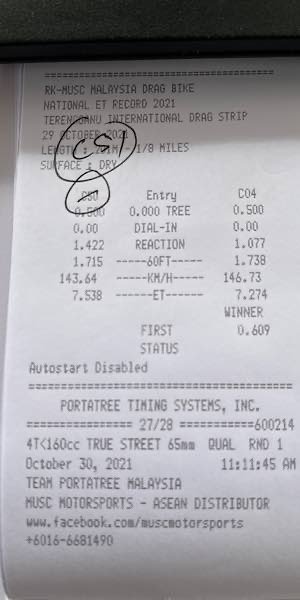 =====================================
RK-MUSC MALAYSIA DRAG BIKE
NATIONAL ET RECORD 2021
TERENGGANU INTERNATIONAL DRAG STRIP
29 OCTOBER 2021
LENGTH : 1/8 MILES
SURFACE : DRY
C51
C50 Entry C04
0.500 0.000 TREE 0.500
0.00 DIAL-IN 0.00
1.422 REACTION 1.077
1.715 -----60FT----- 1.738
143.64 -----KM/H----- 146.73
7.538 ------ET------ 7.274
WINNER
FIRST 0.609
STATUS
Autostart Disabled
=====================================
PORTATREE TIMING SYSTEMS, INC.
=============== 27/28 ===========600214
4T<160cc TRUE STREET 65mm QUAL RND 1
October 30, 2021 11:11:45 AM
TEAM PORTATREE MALAYSIA
MUSC MOTORSPORTS - ASEAN DISTRIBUTOR
www.facebook.com/muscmotorsports
+6016-6681490